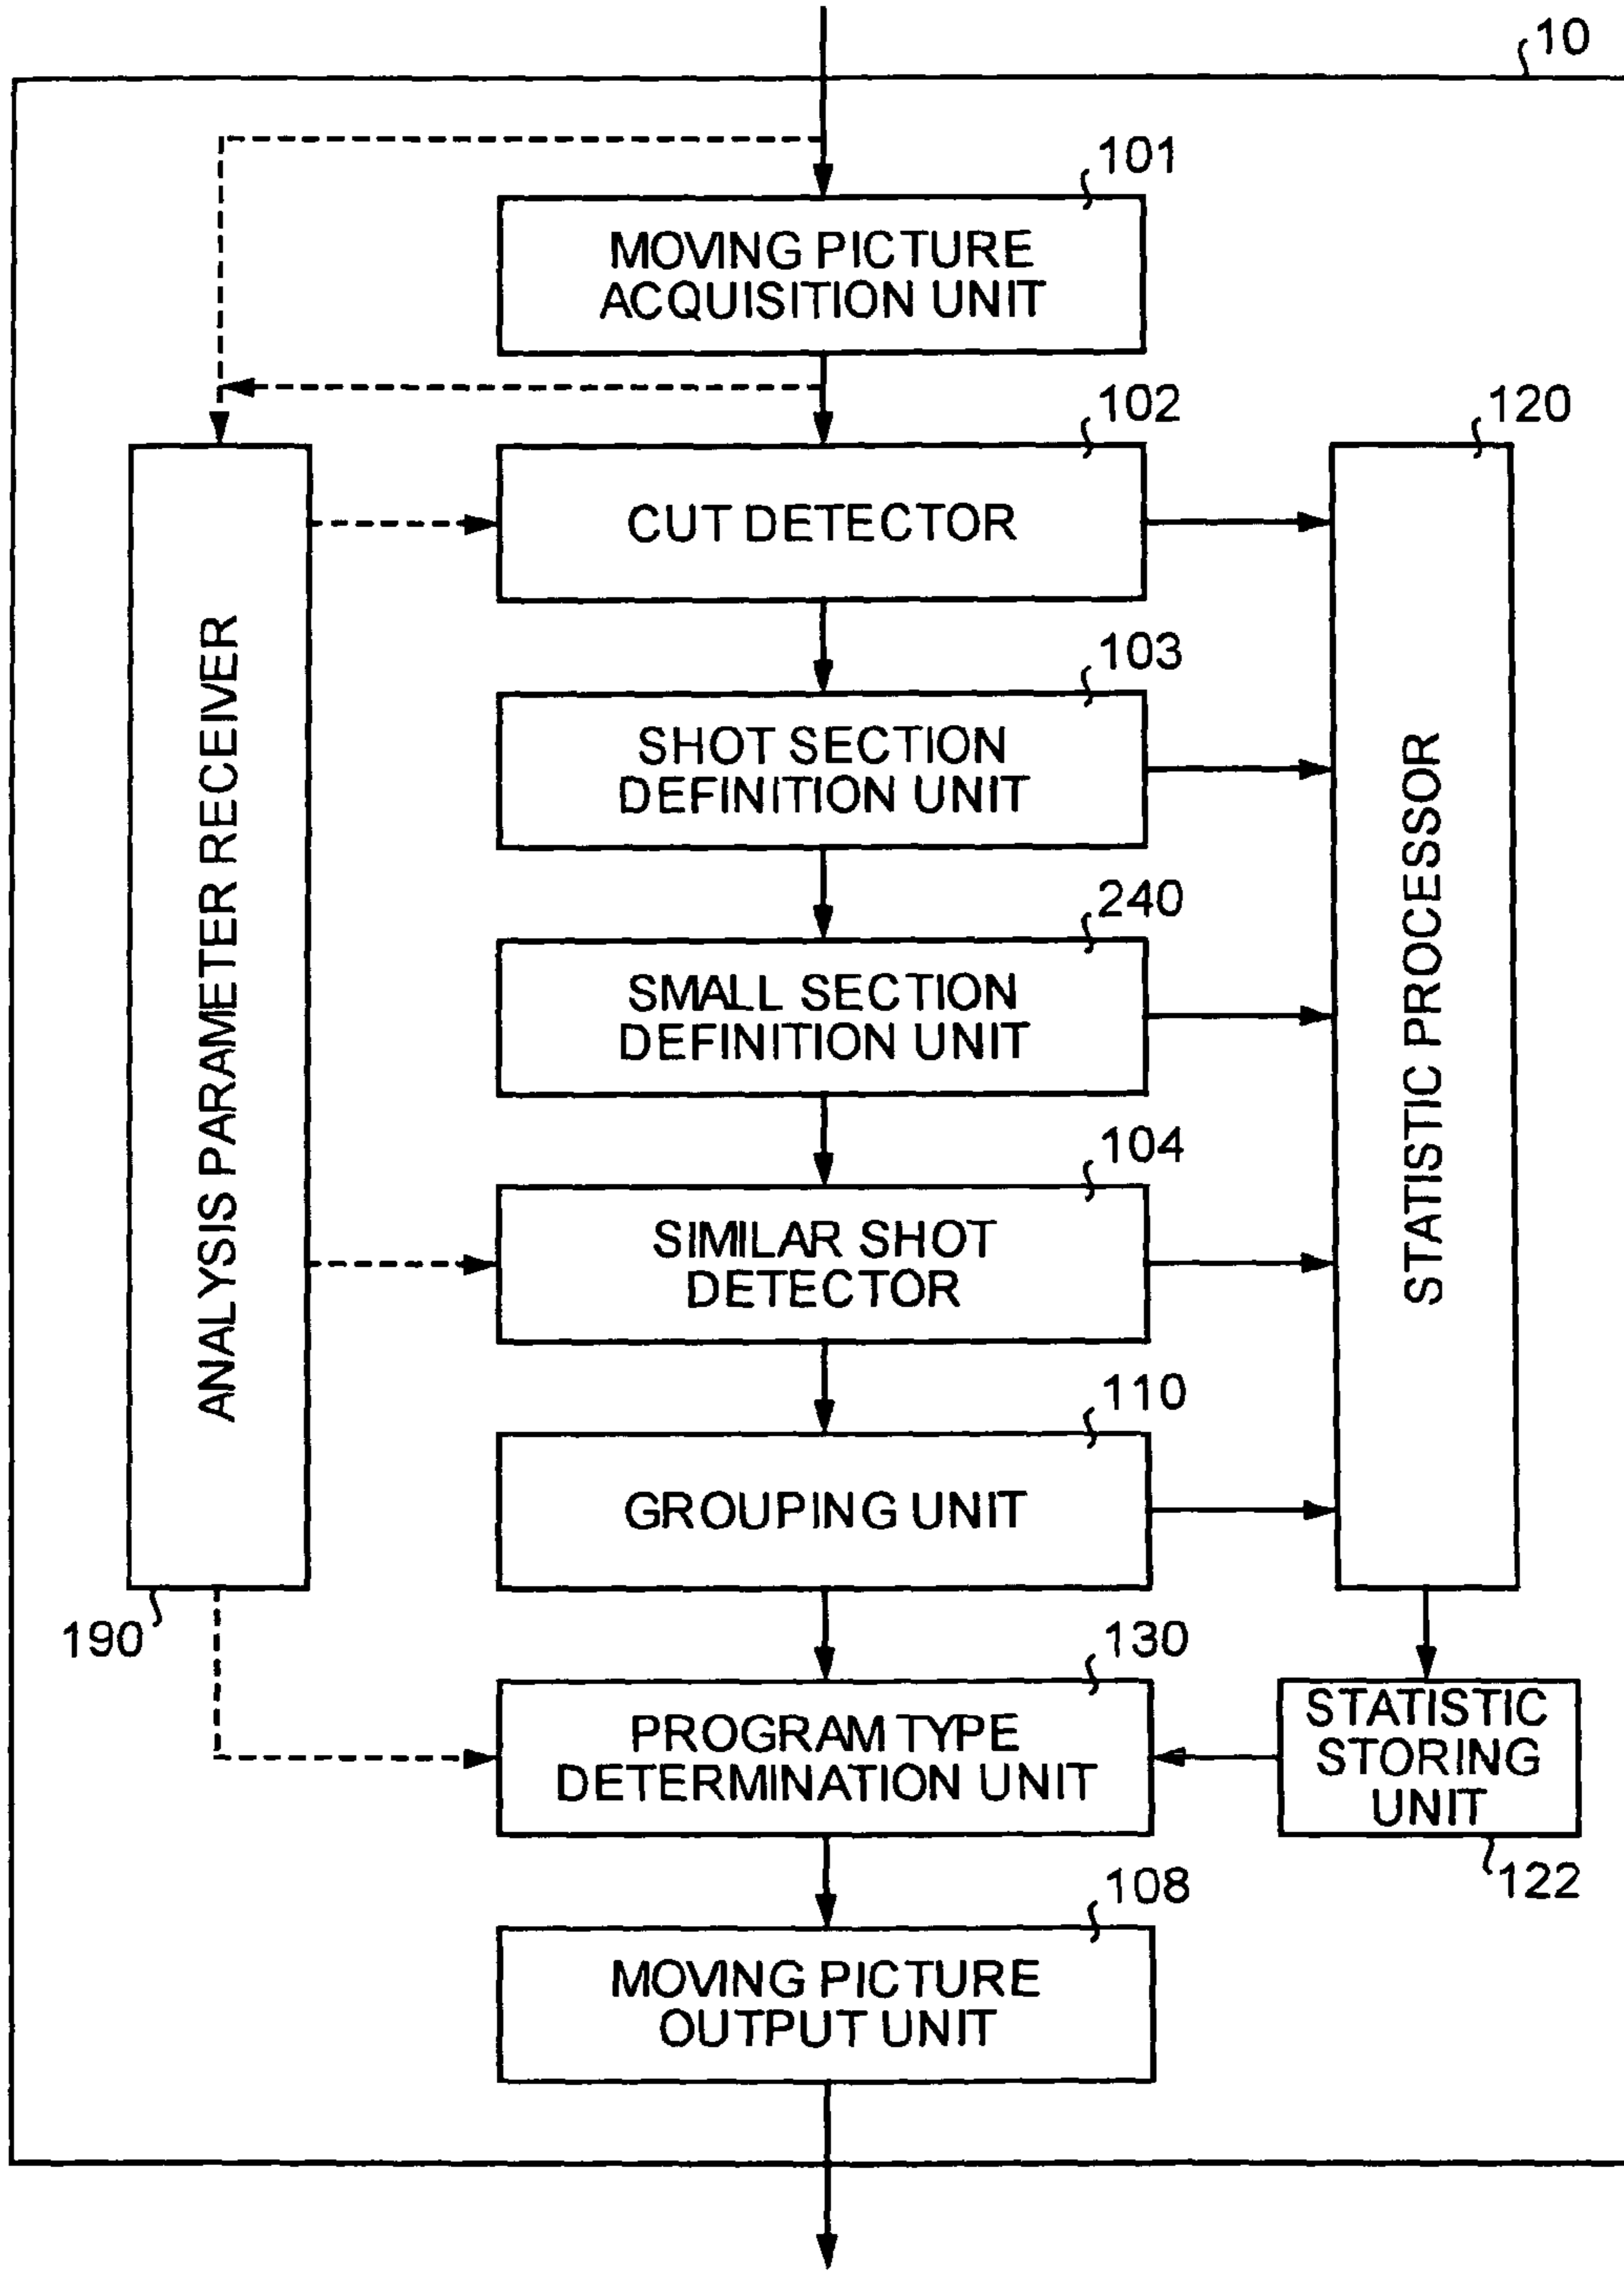 10
101
MOVING PICTURE
ACQUISITION UNIT
102
120
CUT DETECTOR
103
SHOT SECTION
DEFINITION UNIT
240
SMALL SECTION
DEFINITION UNIT
104
SIMILAR SHOT
DETECTOR
110
GROUPING UNIT
ANALYSIS PARAMETER RECEIVER
STATISTIC PROCESSOR
190
130
PROGRAM TYPE
DETERMINATION UNIT
STATISTIC
STORING
UNIT
122
108
MOVING PICTURE
OUTPUT UNIT